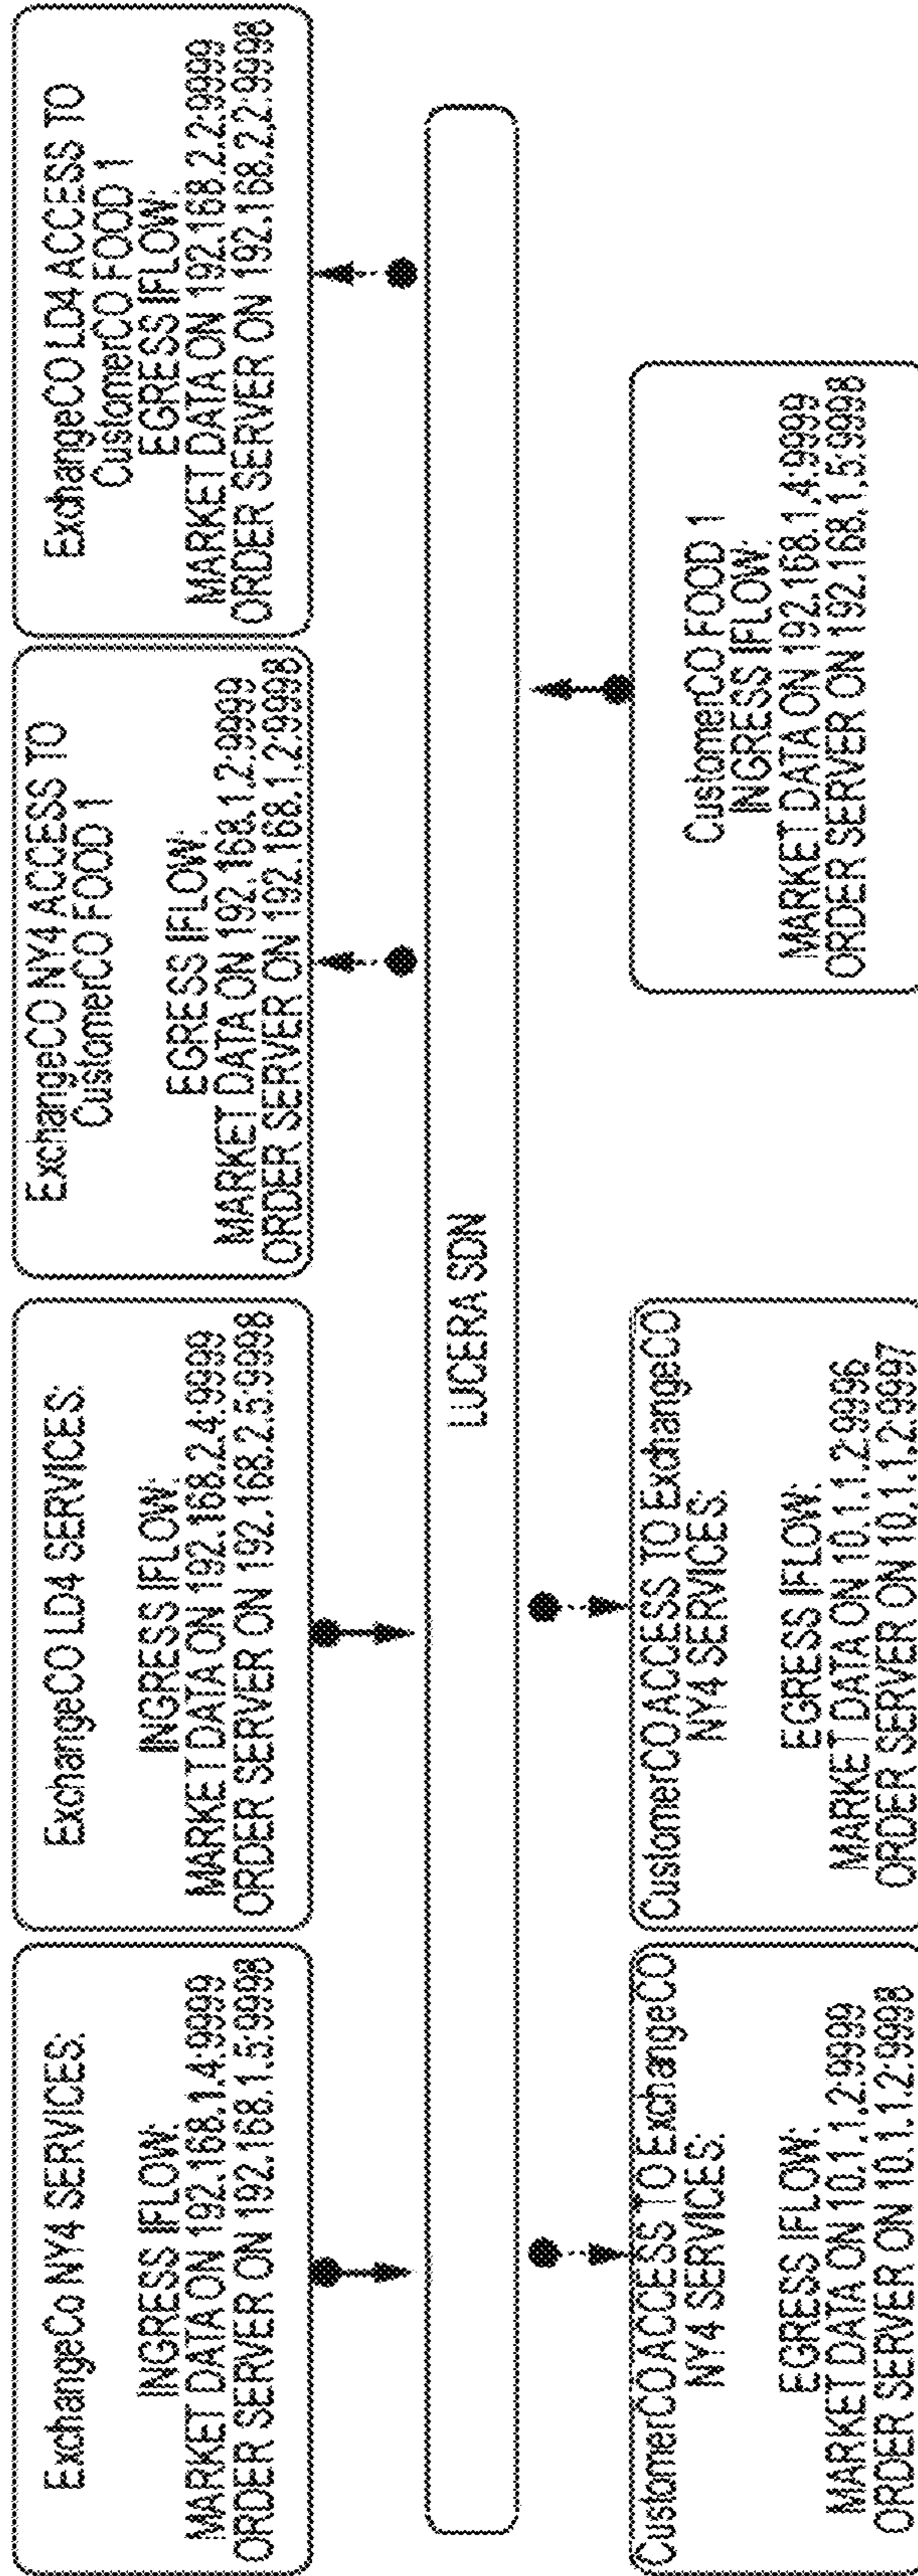 ExchangeCo NY4 SERVICES:
INGRESS IFLOW:
MARKET DATA ON 192.168.1.4:9999
ORDER SERVER ON 192.168.1.5:9998
ExchangeCO LD4 SERVICES:
INGRESS IFLOW:
MARKET DATA ON 192.168.2.4:9999
ORDER SERVER ON 192.168.2.5:9998
ExchangeCO NY4 ACCESS TO
CustomerCO FOOD 1
EGRESS IFLOW:
MARKET DATA ON 192.168.1.2:9999
ORDER SERVER ON 192.168.1.2:9998
ExchangeCO LD4 ACCESS TO
CustomerCO FOOD 1
EGRESS IFLOW:
MARKET DATA ON 192.168.2.2:9999
ORDER SERVER ON 192.168.2.2:9998
LUCERA SDN
CustomerCO ACCESS TO ExchangeCO
NY4 SERVICES:
EGRESS IFLOW:
MARKET DATA ON 10.1.1.2:9999
ORDER SERVER ON 10.1.1.2:9998
CustomerCO ACCESS TO ExchangeCO
NY4 SERVICES:
EGRESS IFLOW:
MARKET DATA ON 10.1.1.2:9996
ORDER SERVER ON 10.1.1.2:9997
CustomerCO FOOD 1
INGRESS IFLOW:
MARKET DATA ON 192.168.1.4:9999
ORDER SERVER ON 192.168.1.5:9998